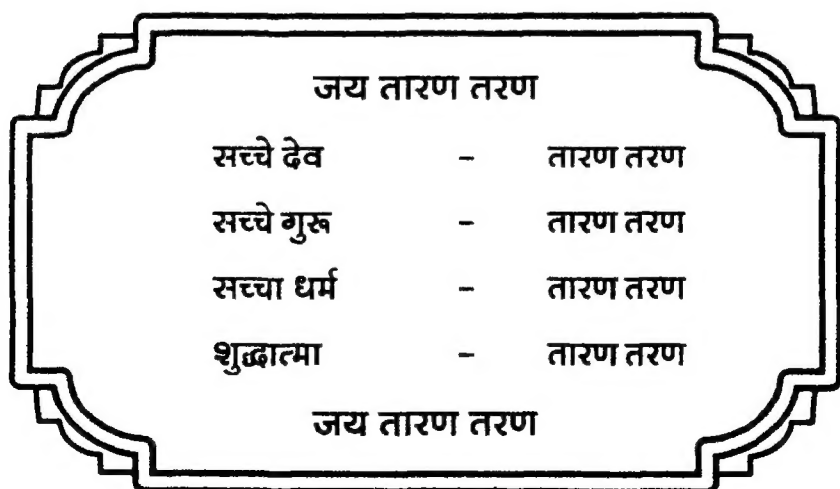 जय तारण तरण
सच्चे देव - तारण तरण
सच्चे गुरू - तारण तरण
सच्चा धर्म - तारण तरण
शुद्धात्मा - तारण तरण
जय तारण तरण